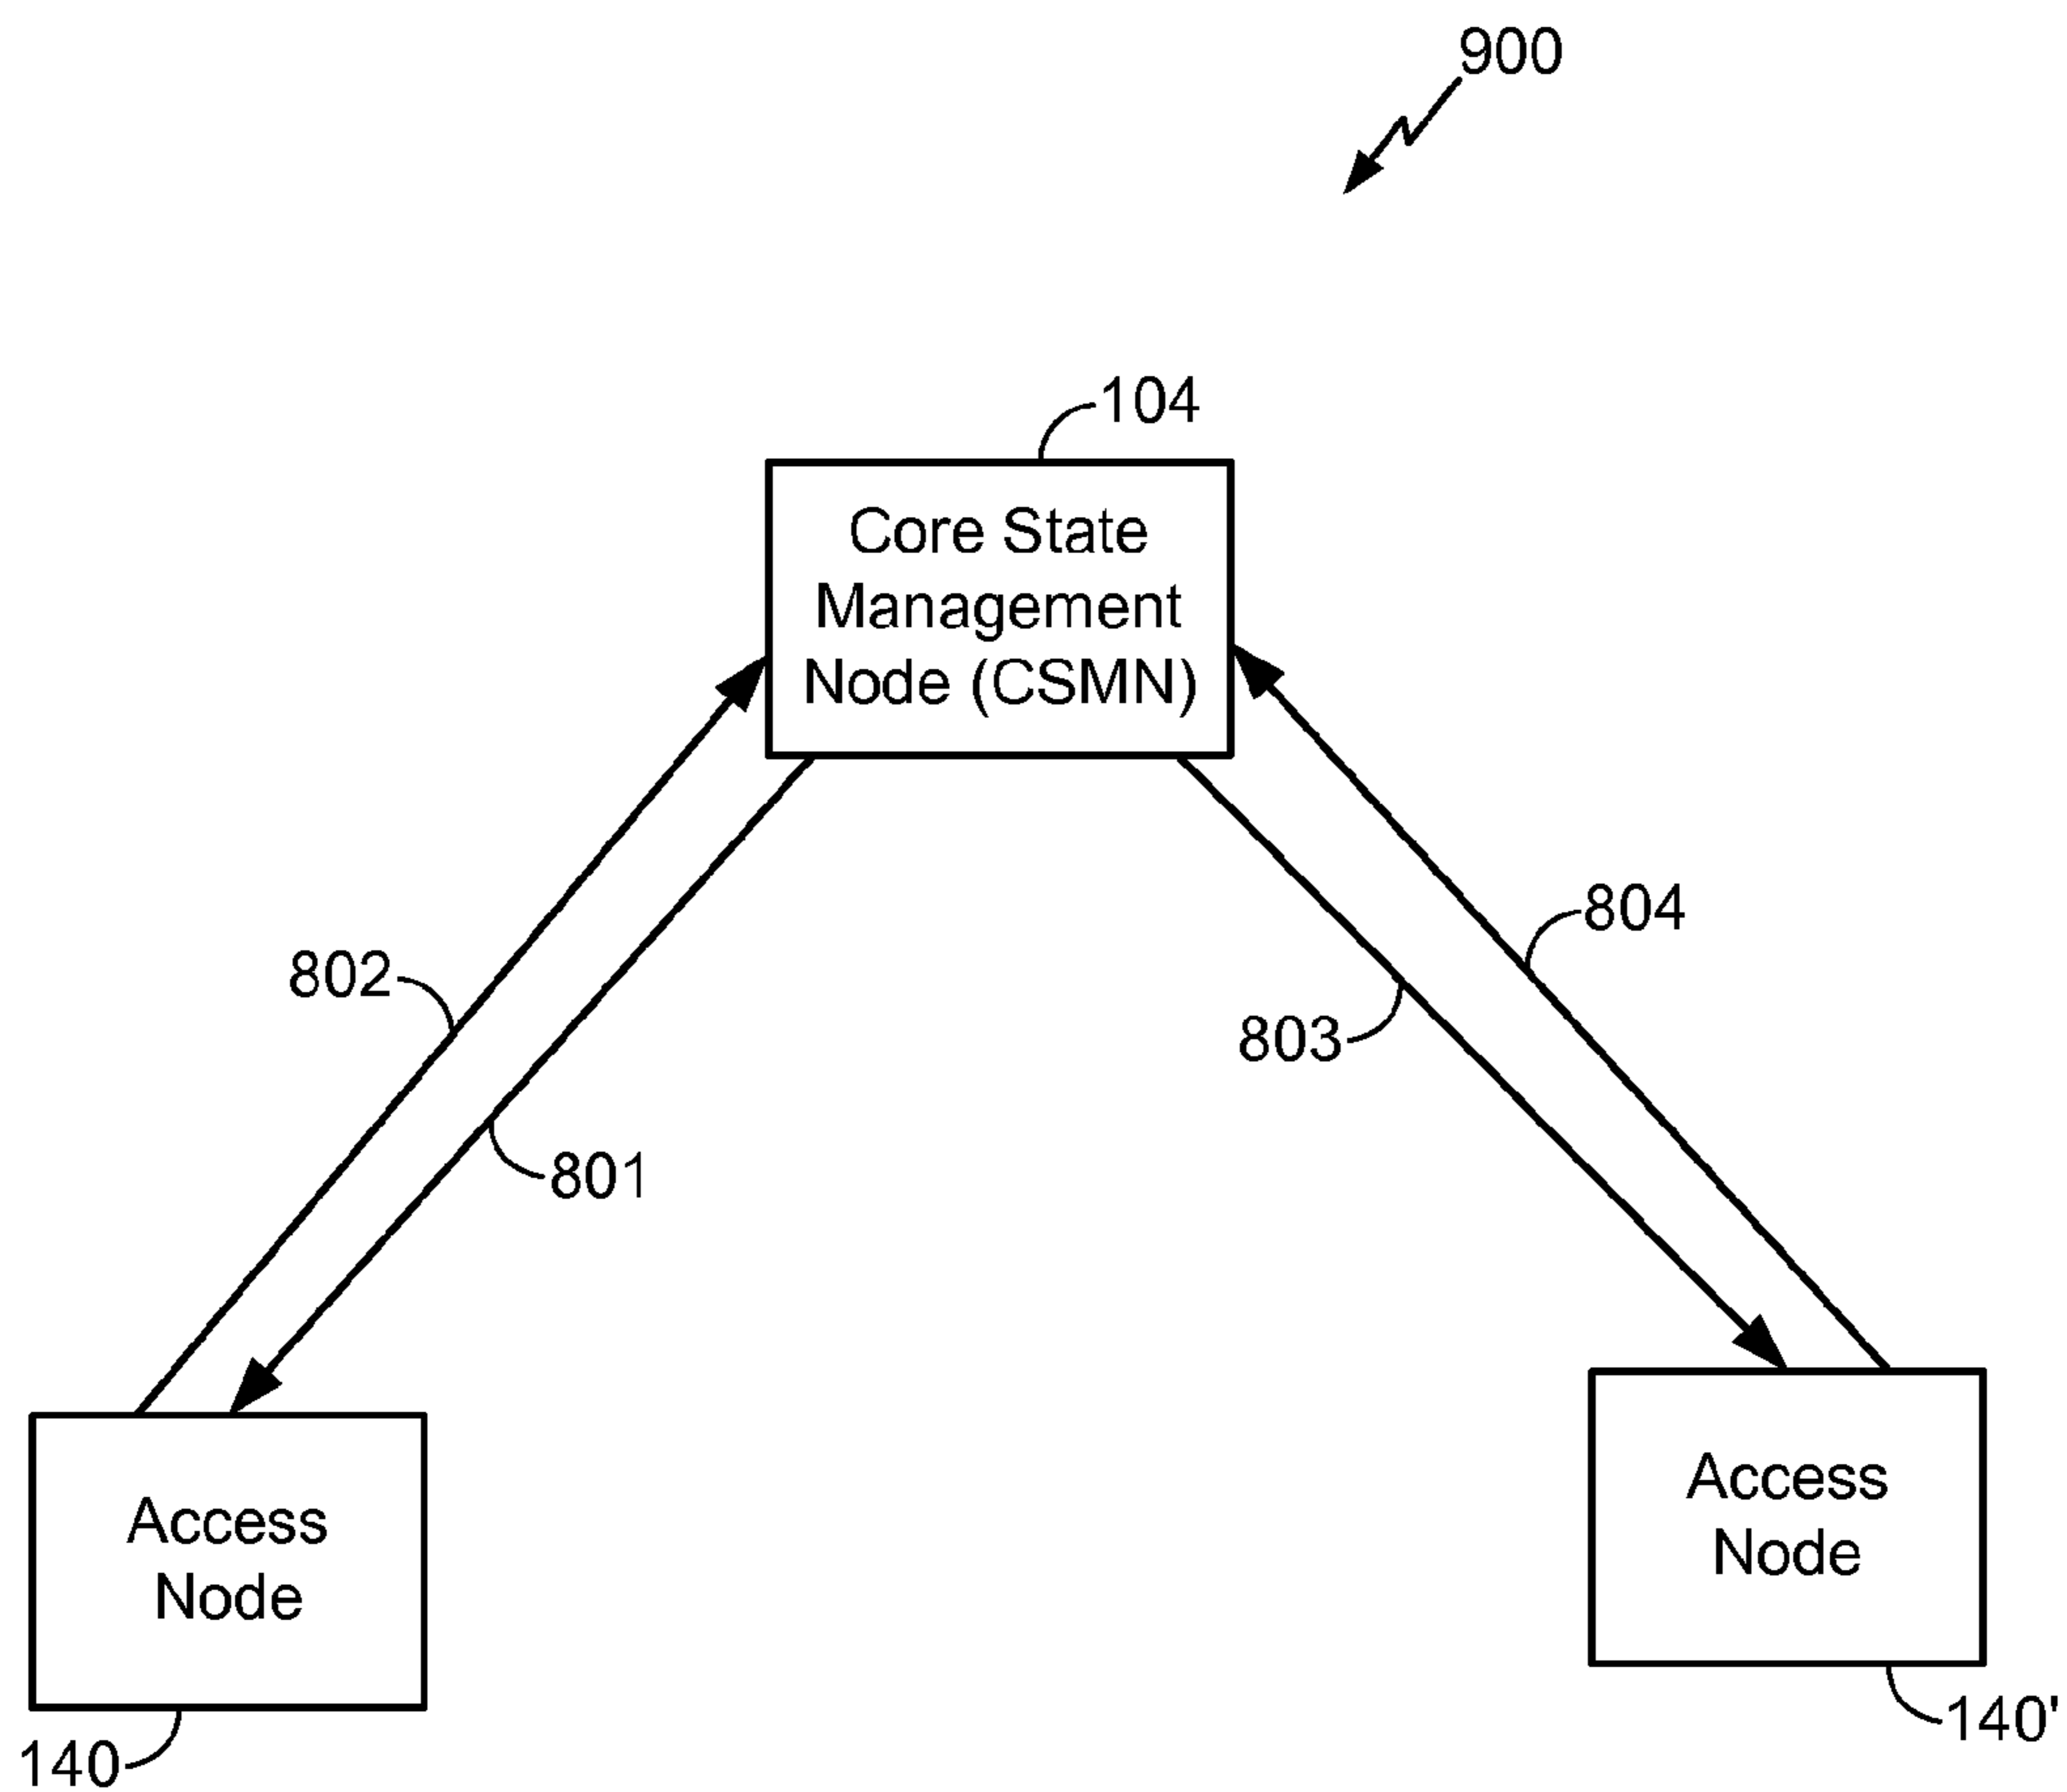 900
104
Core State
Management
Node (CSMN)
804
802
803
801
Access
Node
Access
Node
140'
140